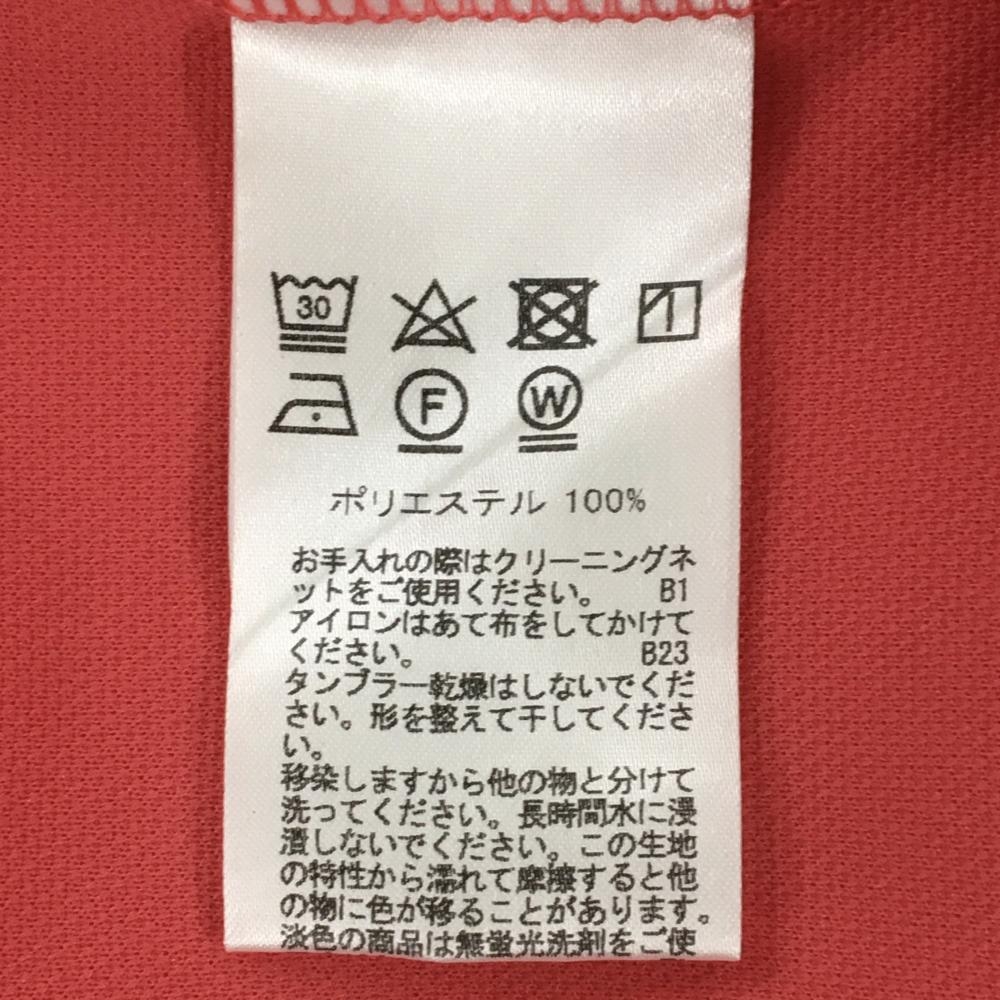 30
F
W
ポリエステル 100%
お手入れの際はクリーニングネ
ットをご使用ください。 B1
アイロンはあて布をしてかけて
ください。 B23
タンブラー乾燥はしないでくだ
さい。形を整えて干してくださ
い。
移染しますから他の物と分けて
洗ってください。長時間水に浸
漬しないでください。この生地
の特性から濡れて摩擦すると他
の物に色が移ることがあります。
淡色の商品は無蛍光洗剤をご使